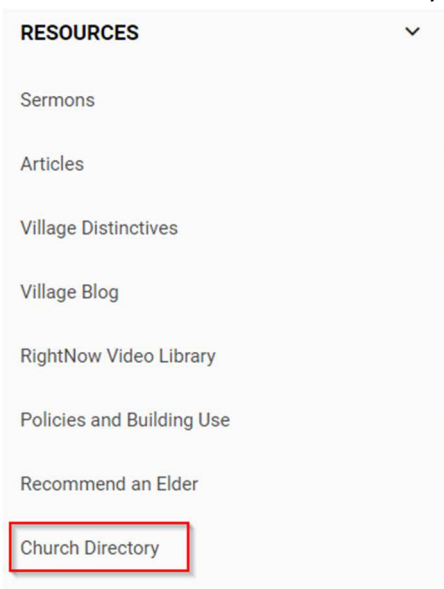 RESOURCES
Sermons
Articles
Village Distinctives
Village Blog
RightNow Video Library
Policies and Building Use
Recommend an Elder
Church Directory